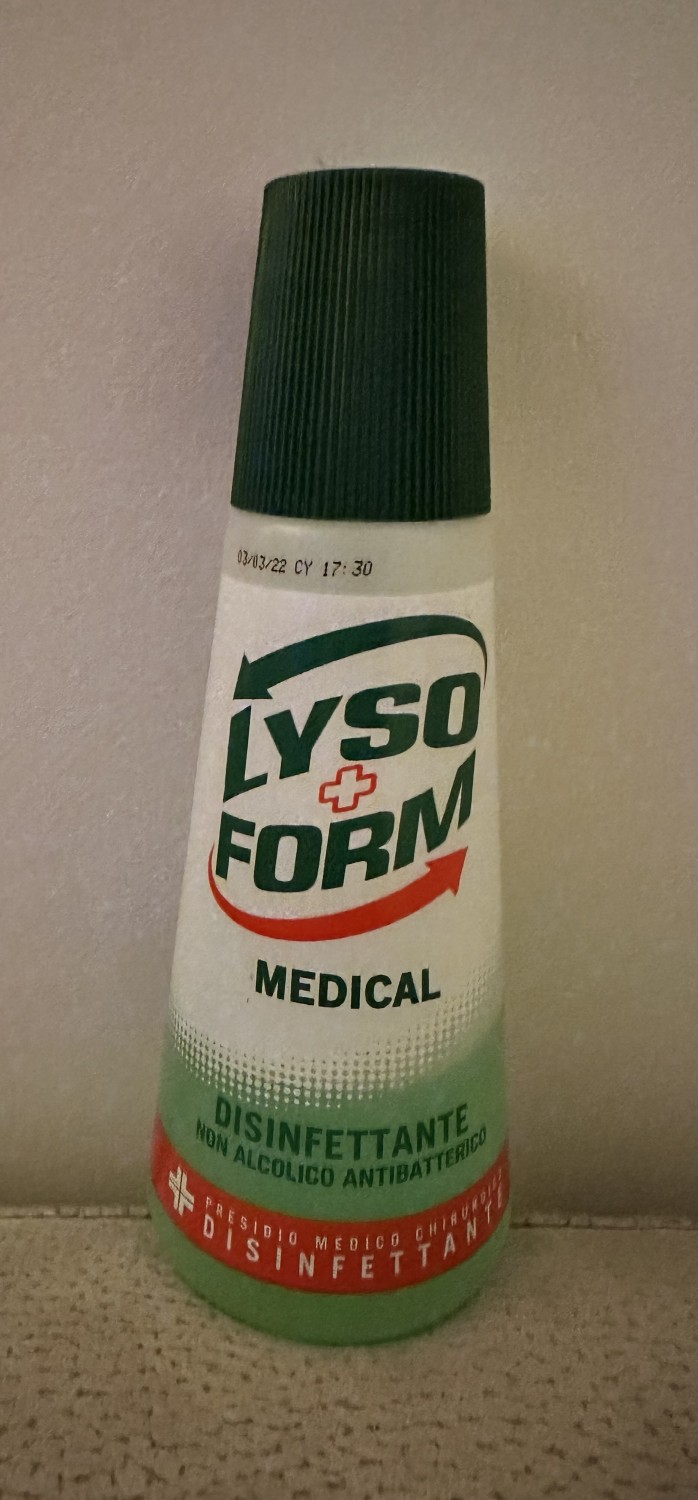 03/03/22 CY 17:30
LYSO
FORM
MEDICAL
DISINFETTANTE
NON ALCOLICO ANTIBATTERICO
PRESIDIO MEDICO CHIRURGICO
DISINFETTANTE